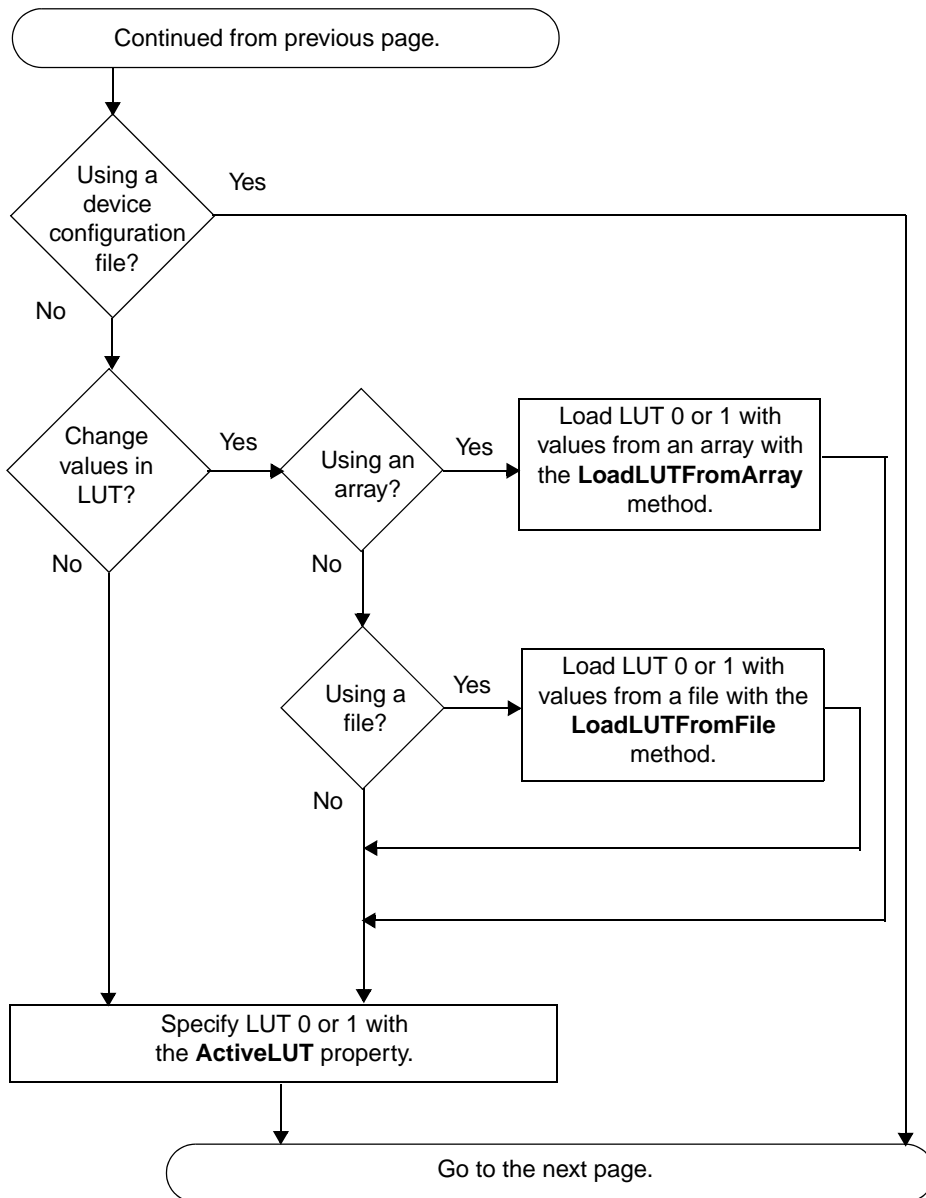 Continued from previous page.
Using a
device
configuration
file?
Yes
No
Change
values in
LUT?
Yes
No
Using an
array?
Yes
No
Load LUT 0 or 1 with
values from an array with
the LoadLUTFromArray
method.
Using a
file?
Yes
No
Load LUT 0 or 1 with
values from a file with the
LoadLUTFromFile
method.
Specify LUT 0 or 1 with
the ActiveLUT property.
Go to the next page.